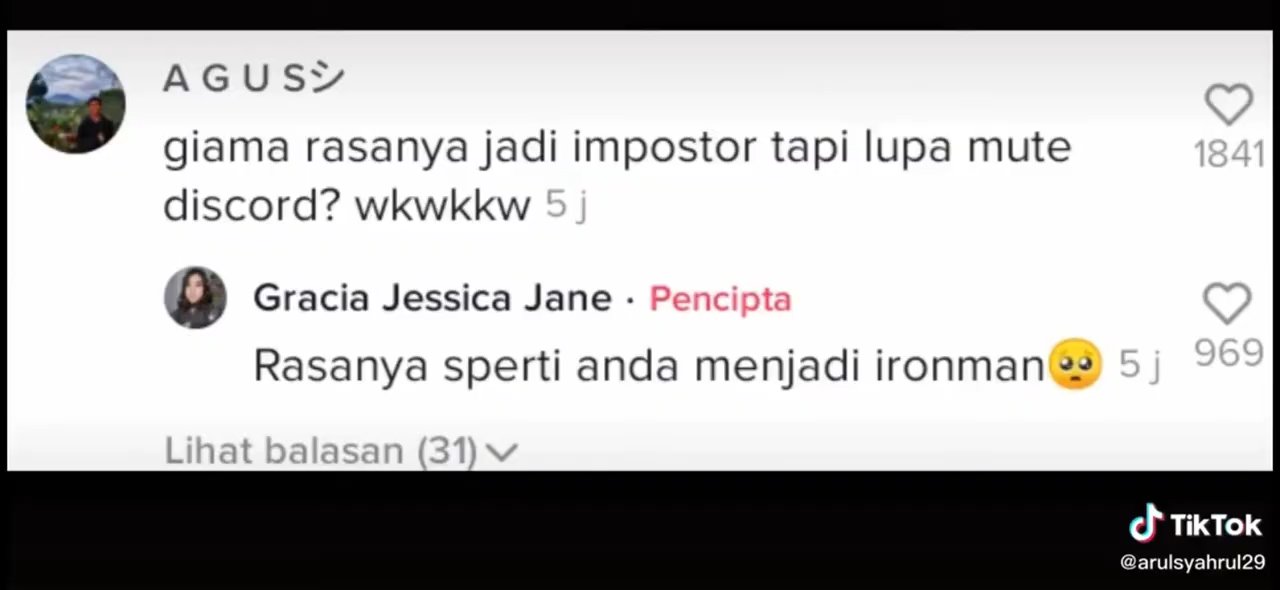 A G U Sシ
giama rasanya jadi impostor tapi lupa mute
discord? wkwkkw 5 j
1841
Gracia Jessica Jane · Pencipta
Rasanya sperti anda menjadi ironman🥺 5 j
969
Lihat balasan (31)
TikTok
@arulsyahrul29